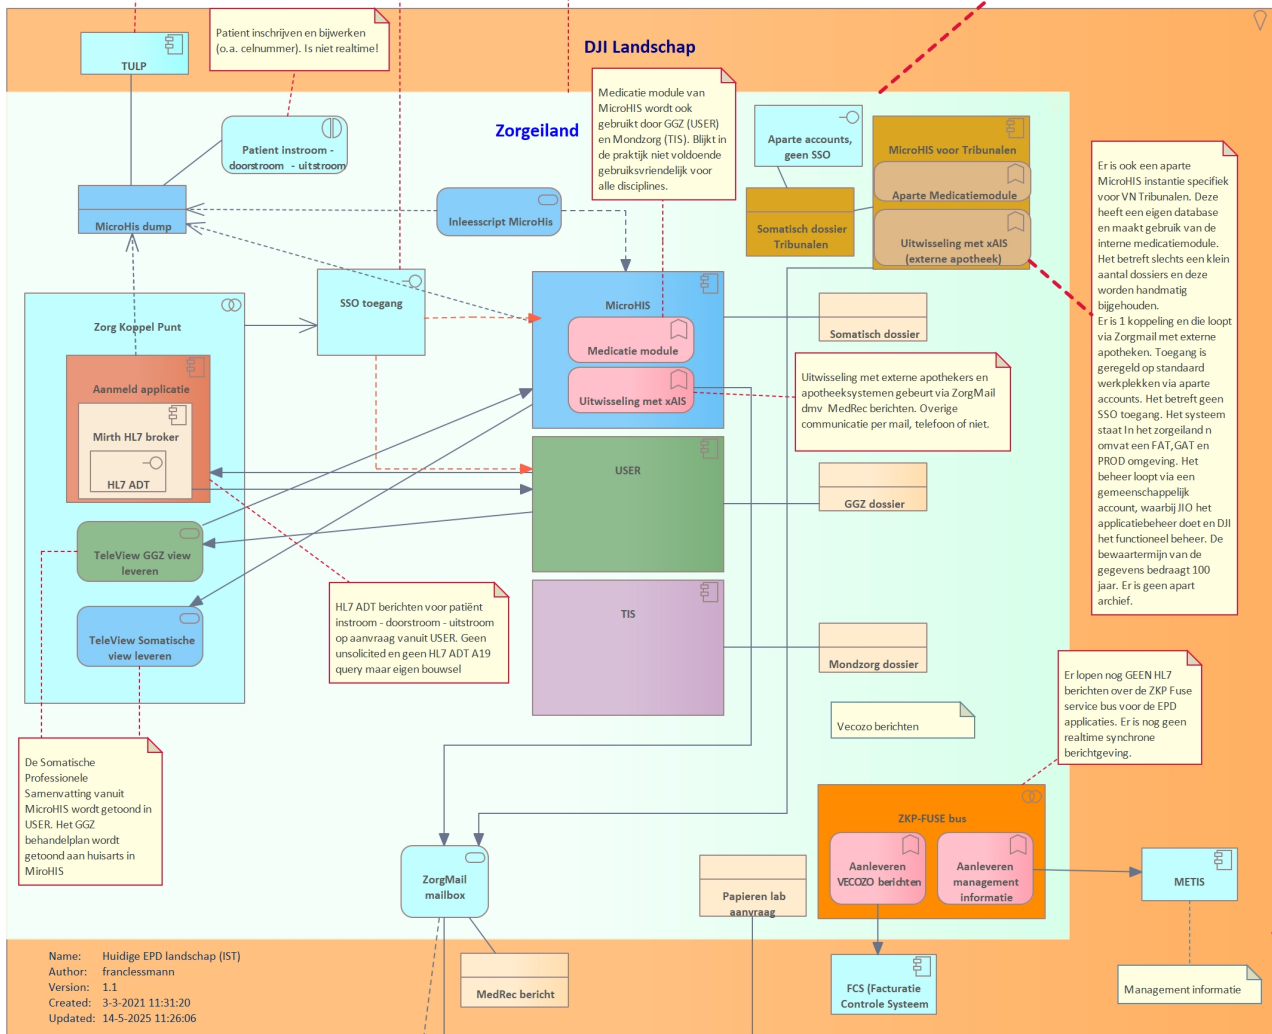 DJI Landschap
TULP
Patient inschrijven en bijwerken
(o.a. celnummer). Is niet realtime!
Zorgeiland
Patient instroom -
doorstroom - uitstroom
Medicatie module van
MicroHIS wordt ook
gebruikt door GGZ (USER)
en Mondzorg (TIS). Blijkt in
de praktijk niet voldoende
gebruiksvriendelijk voor
alle disciplines.
Aparte accounts,
geen SSO
MicroHIS voor Tribunalen
Aparte Medicatiemodule
Uitwisseling met xAIS
(externe apotheek)
Somatisch dossier
Tribunalen
Er is ook een aparte
MicroHIS instantie specifiek
voor VN Tribunalen. Deze
heeft een eigen database
en maakt gebruik van de
interne medicatiemodule.
Het betreft slechts een klein
aantal dossiers en deze
worden handmatig
bijgehouden.
Er is 1 koppeling en die loopt
via Zorgmail met externe
apotheken. Toegang is
geregeld op standaard
werkplekken via aparte
accounts. Het betreft geen
SSO toegang. Het systeem
staat In het zorgeiland n
omvat een FAT,GAT en
PROD omgeving. Het
beheer loopt via een
gemeenschappelijk
account, waarbij JIO het
applicatiebeheer doet en DJI
het functioneel beheer. De
bewaartermijn van de
gegevens bedraagt 100
jaar. Er is geen apart
archief.
MicroHis dump
Inleesscript MicroHis
SSO toegang
MicroHIS
Medicatie module
Uitwisseling met xAIS
Somatisch dossier
Uitwisseling met externe apothekers en
apotheeksystemen gebeurt via ZorgMail
dmv MedRec berichten. Overige
communicatie per mail, telefoon of niet.
Zorg Koppel Punt
Aanmeld applicatie
Mirth HL7 broker
HL7 ADT
USER
GGZ dossier
TeleView GGZ view
leveren
TeleView Somatische
view leveren
HL7 ADT berichten voor patiënt
instroom - doorstroom - uitstroom
op aanvraag vanuit USER. Geen
unsolicited en geen HL7 ADT A19
query maar eigen bouwsel
TIS
Mondzorg dossier
Vecozo berichten
Er lopen nog GEEN HL7
berichten over de ZKP Fuse
service bus voor de EPD
applicaties. Er is nog geen
realtime synchrone
berichtgeving.
De Somatische
Professionele
Samenvatting vanuit
MicroHIS wordt getoond in
USER. Het GGZ
behandelplan wordt
getoond aan huisarts in
MiroHIS
ZKP-FUSE bus
Aanleveren
VECOZO berichten
Aanleveren
management
informatie
METIS
ZorgMail
mailbox
Papieren lab
aanvraag
MedRec bericht
FCS (Facturatie
Controle Systeem
Management informatie
Name: Huidige EPD landschap (IST)
Author: franclessmann
Version: 1.1
Created: 3-3-2021 11:31:20
Updated: 14-5-2025 11:26:06